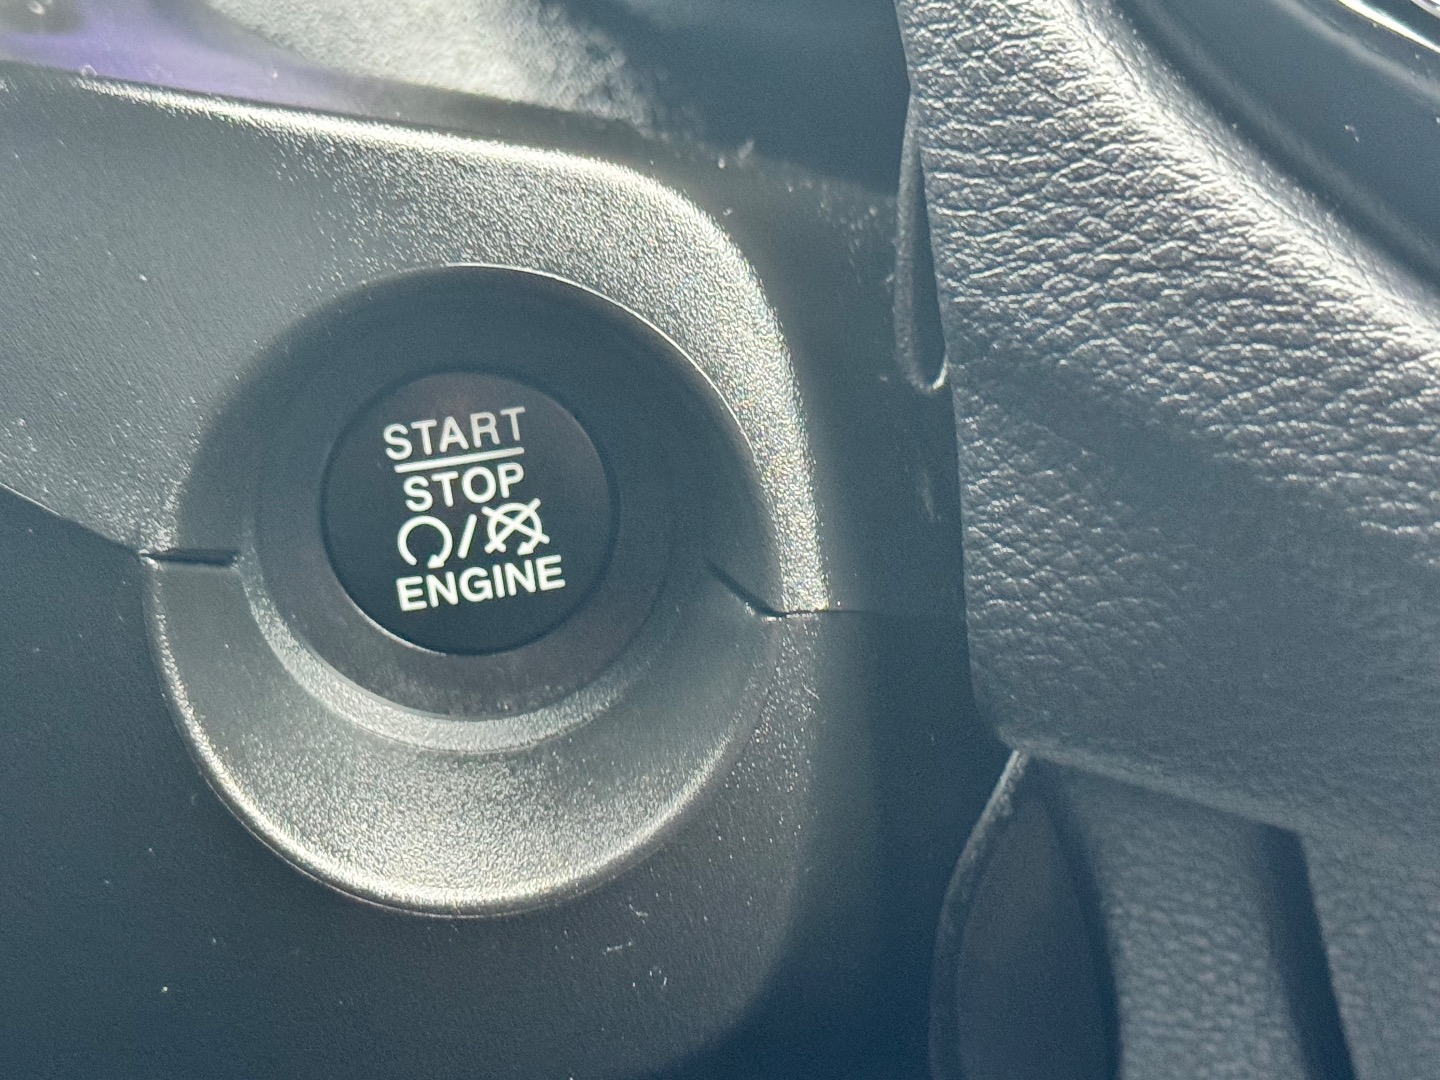 START
STOP
/
ENGINE